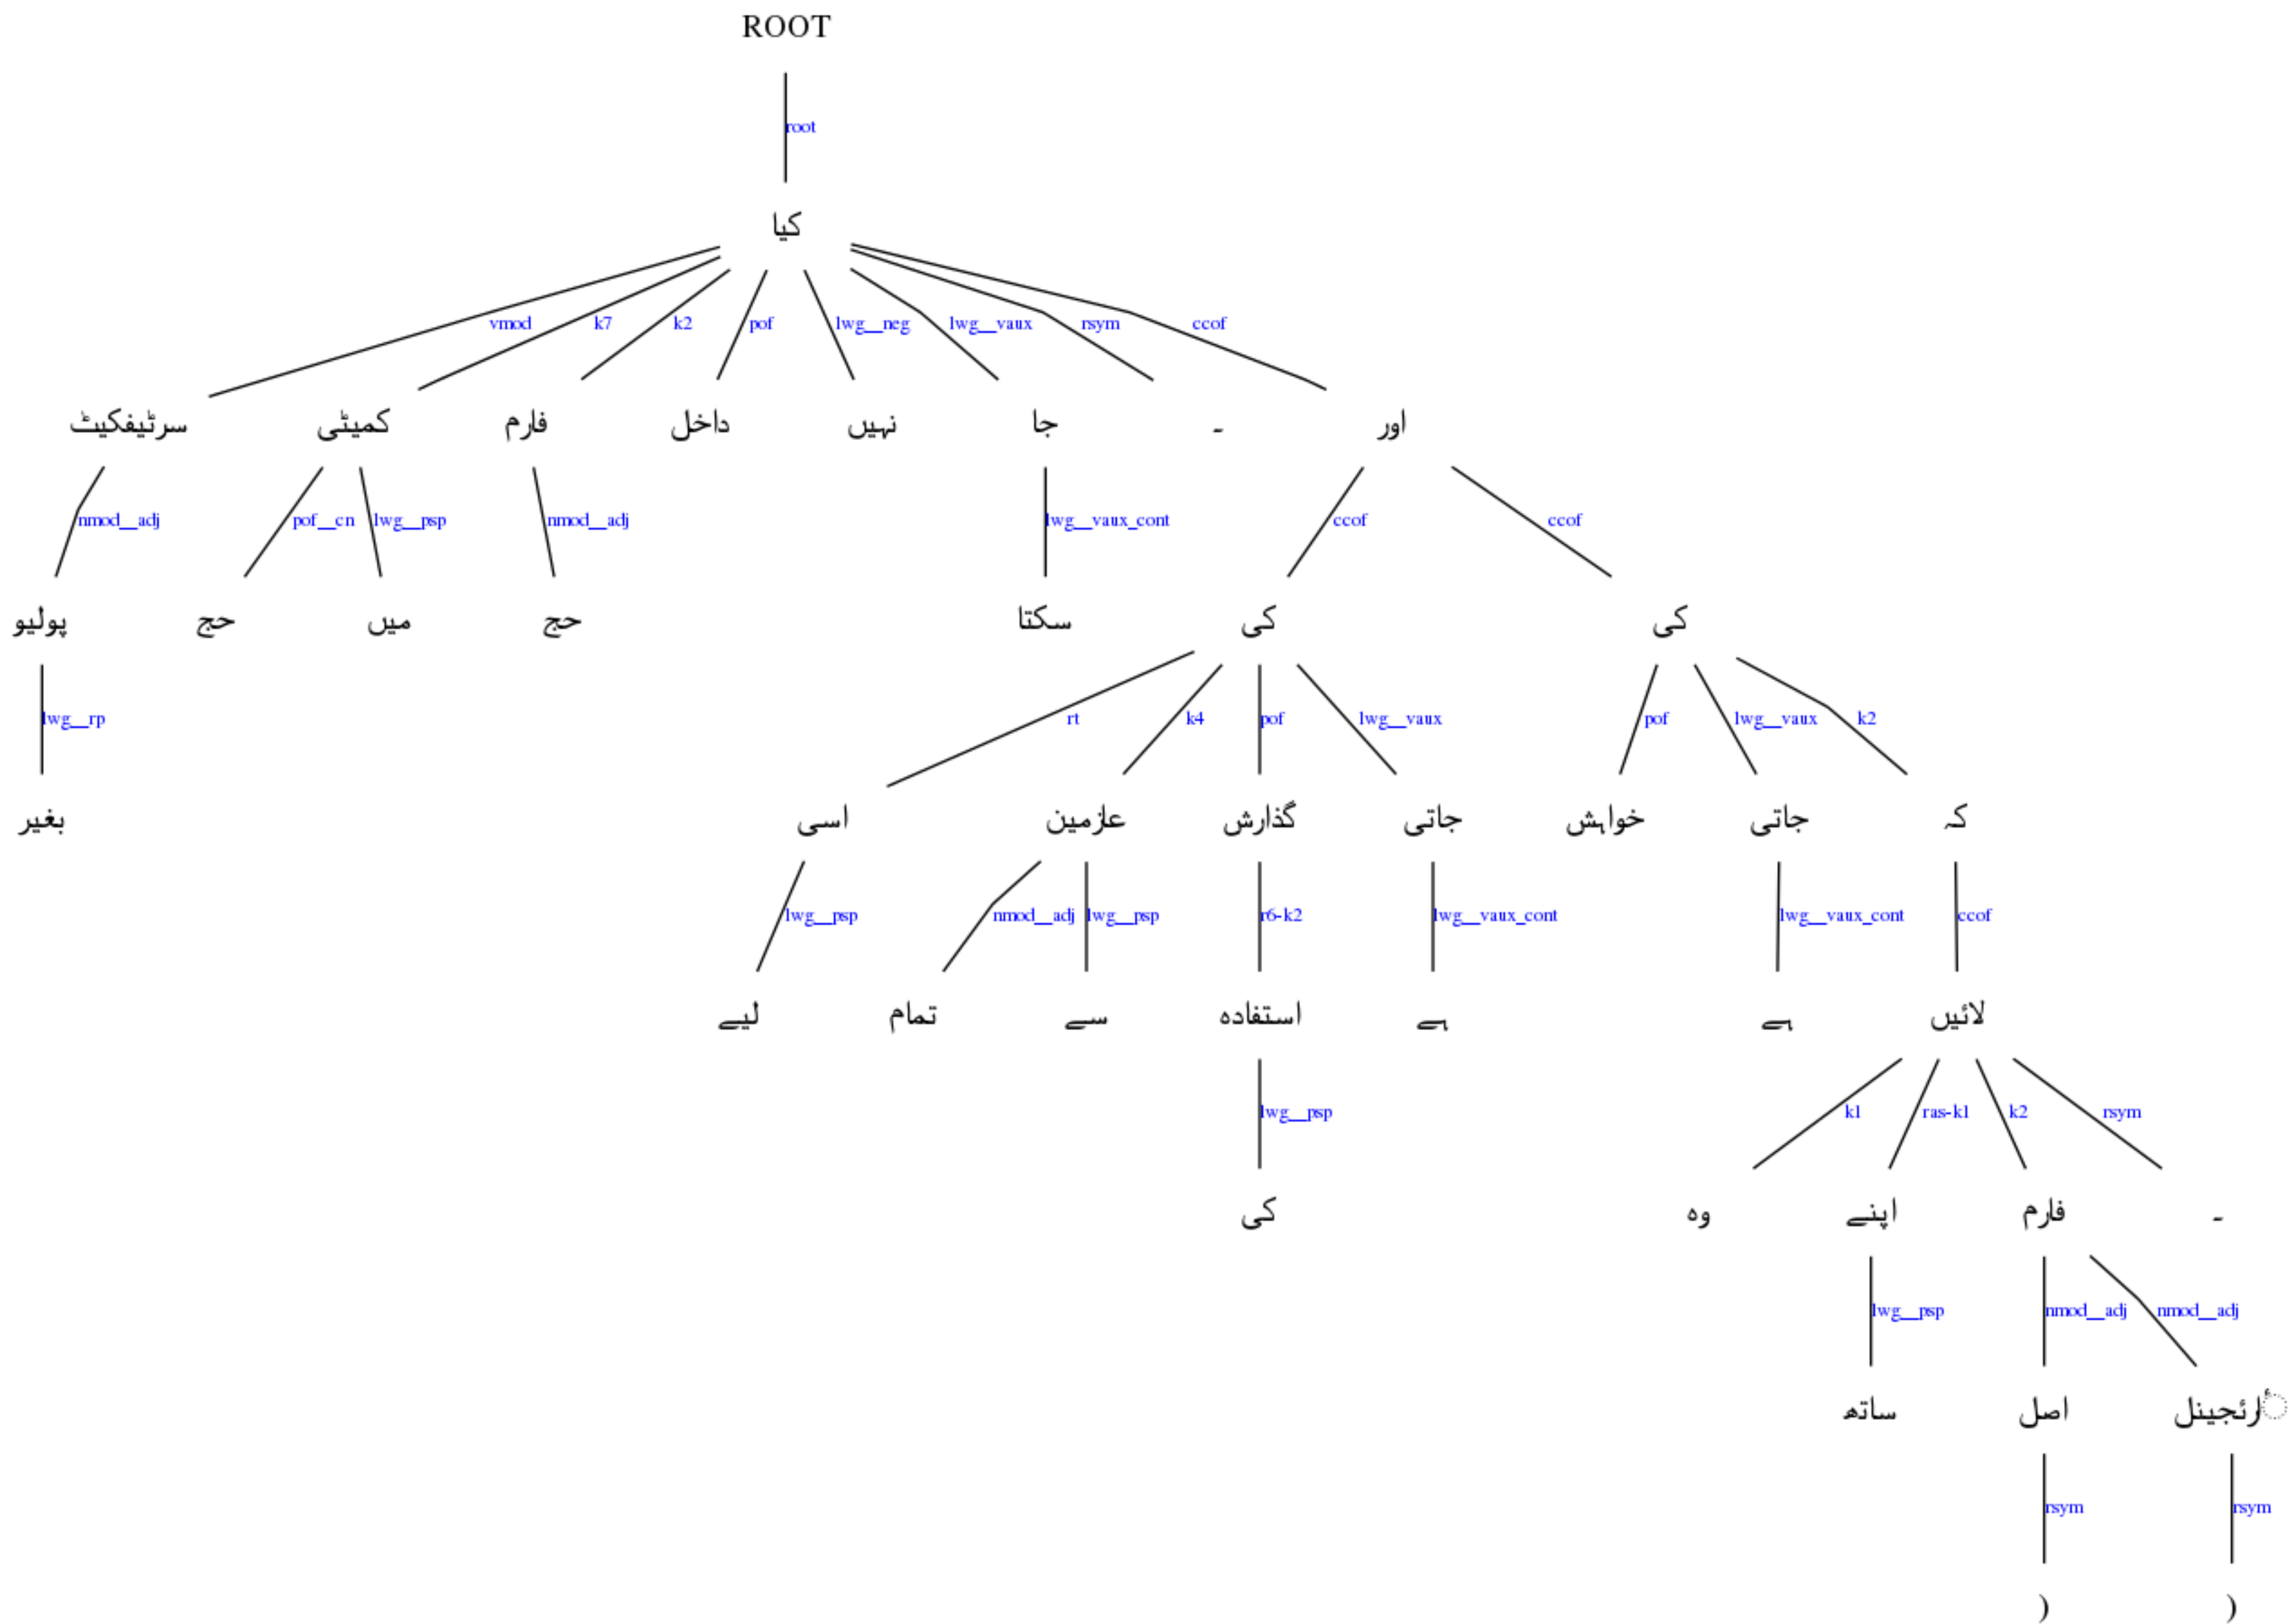 ROOT
root
کیا
vmod k7 k2 pof lwg__neg lwg__vaux rsym ccof
سرٹیفکیٹ کمیٹی فارم داخل نہیں جا ۔ اور
nmod__adj pof__cn lwg__psp nmod__adj lwg__vaux_cont ccof ccof
پولیو حج میں حج سکتا کی کی
lwg__rp rt k4 pof lwg__vaux pof lwg__vaux k2
بغیر اسی عازمین گذارش جاتی خواہش جاتی کہ
lwg__psp nmod__adj lwg__psp r6-k2 lwg__vaux_cont lwg__vaux_cont ccof
لیے تمام سے استفادہ ہے ہے لائیں
lwg__psp k1 ras-k1 k2 rsym
کی وہ اپنے فارم ۔
lwg__psp nmod__adj nmod__adj
ساتھ اصل ٔارئجینل
rsym rsym
) )